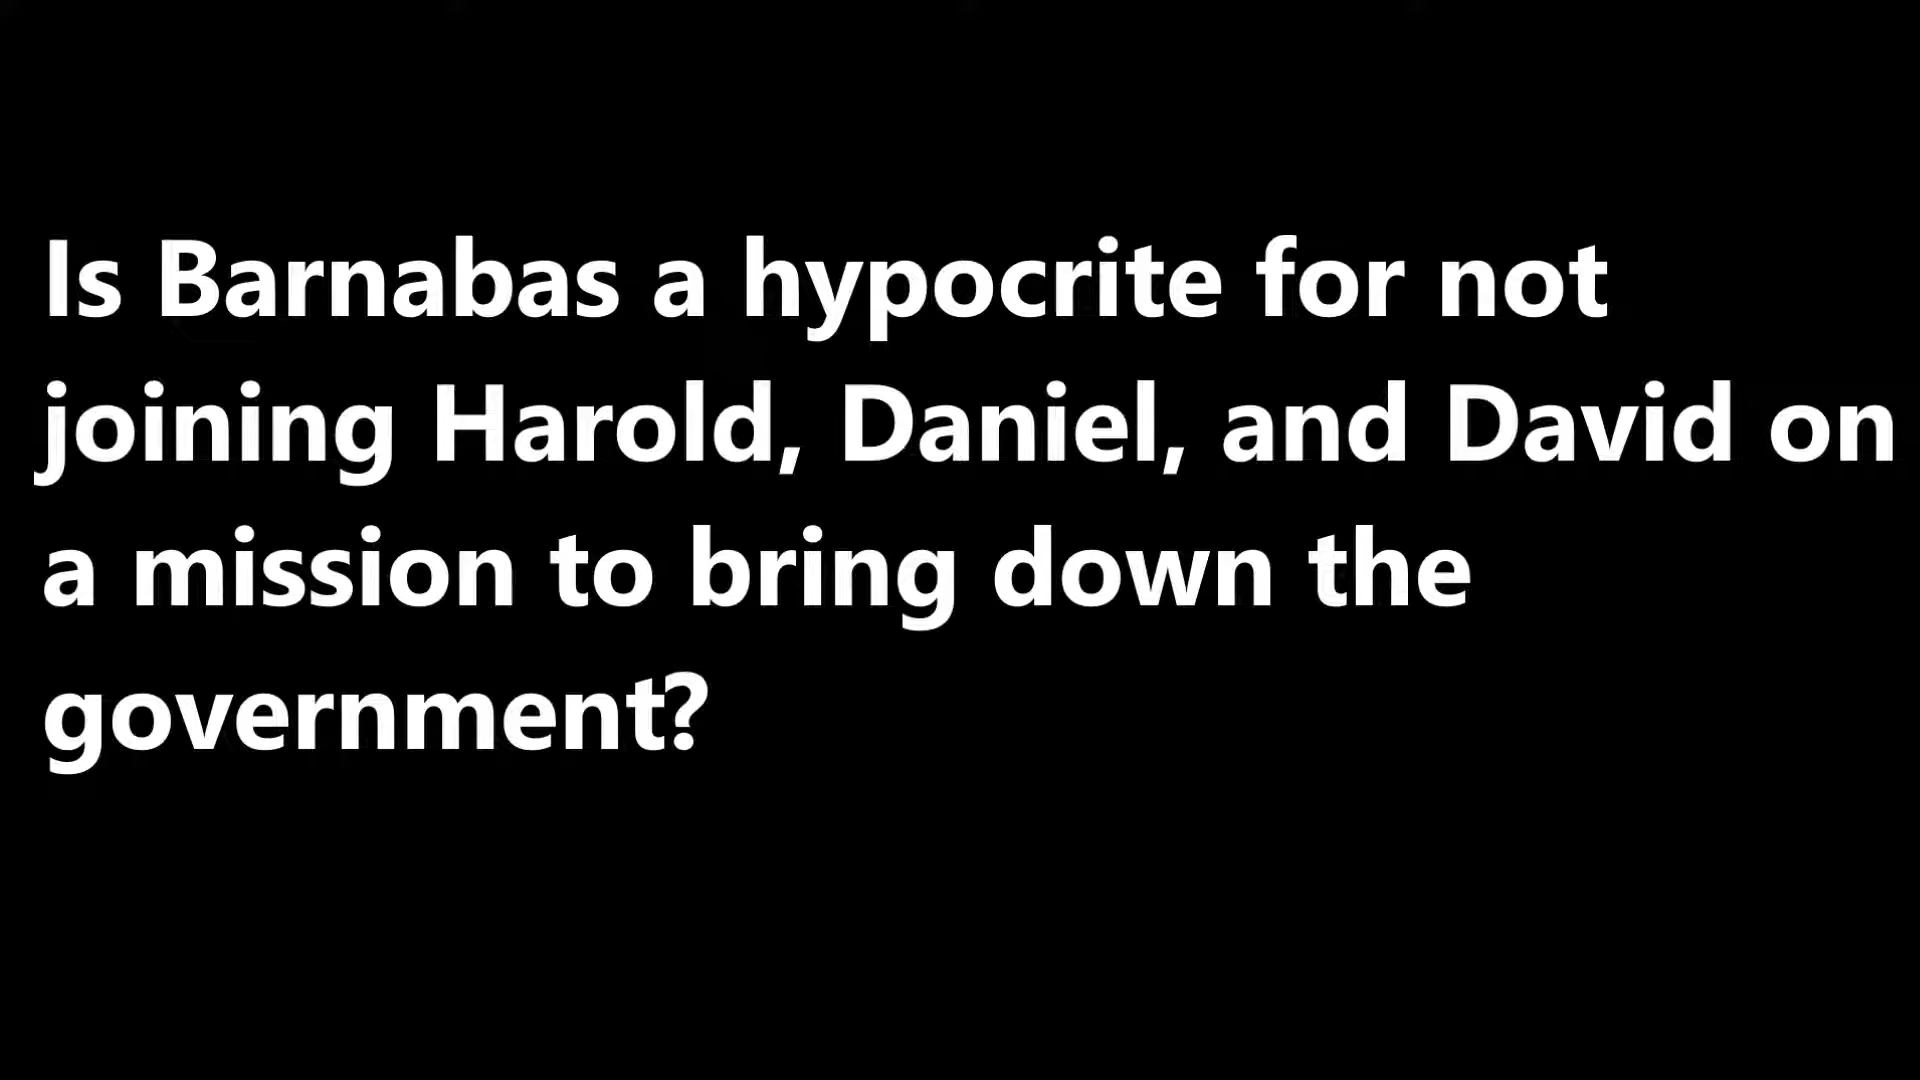 Is Barnabas a hypocrite for not
joining Harold, Daniel, and David on
a mission to bring down the
government?